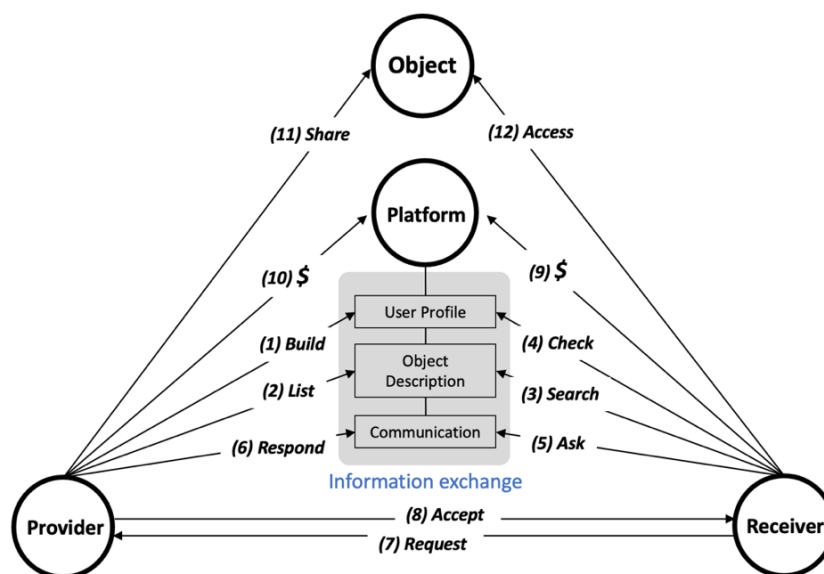 Object
(11) Share
(12) Access
Platform
(10) $
(9) $
User Profile
(1) Build
(4) Check
Object
Description
(2) List
(3) Search
Communication
(6) Respond
(5) Ask
Information exchange
Provider
(8) Accept
Receiver
(7) Request